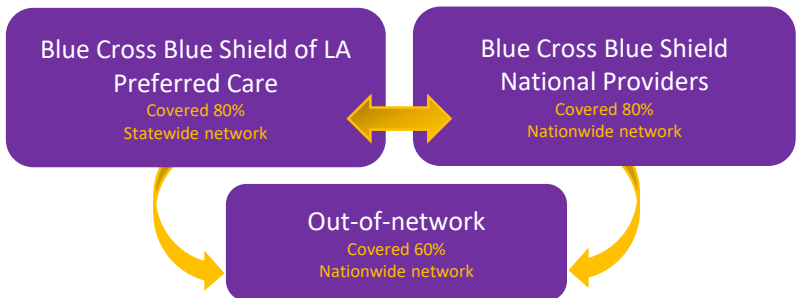 Blue Cross Blue Shield of LA
Preferred Care
Covered 80%
Statewide network
Blue Cross Blue Shield
National Providers
Covered 80%
Nationwide network
Out-of-network
Covered 60%
Nationwide network